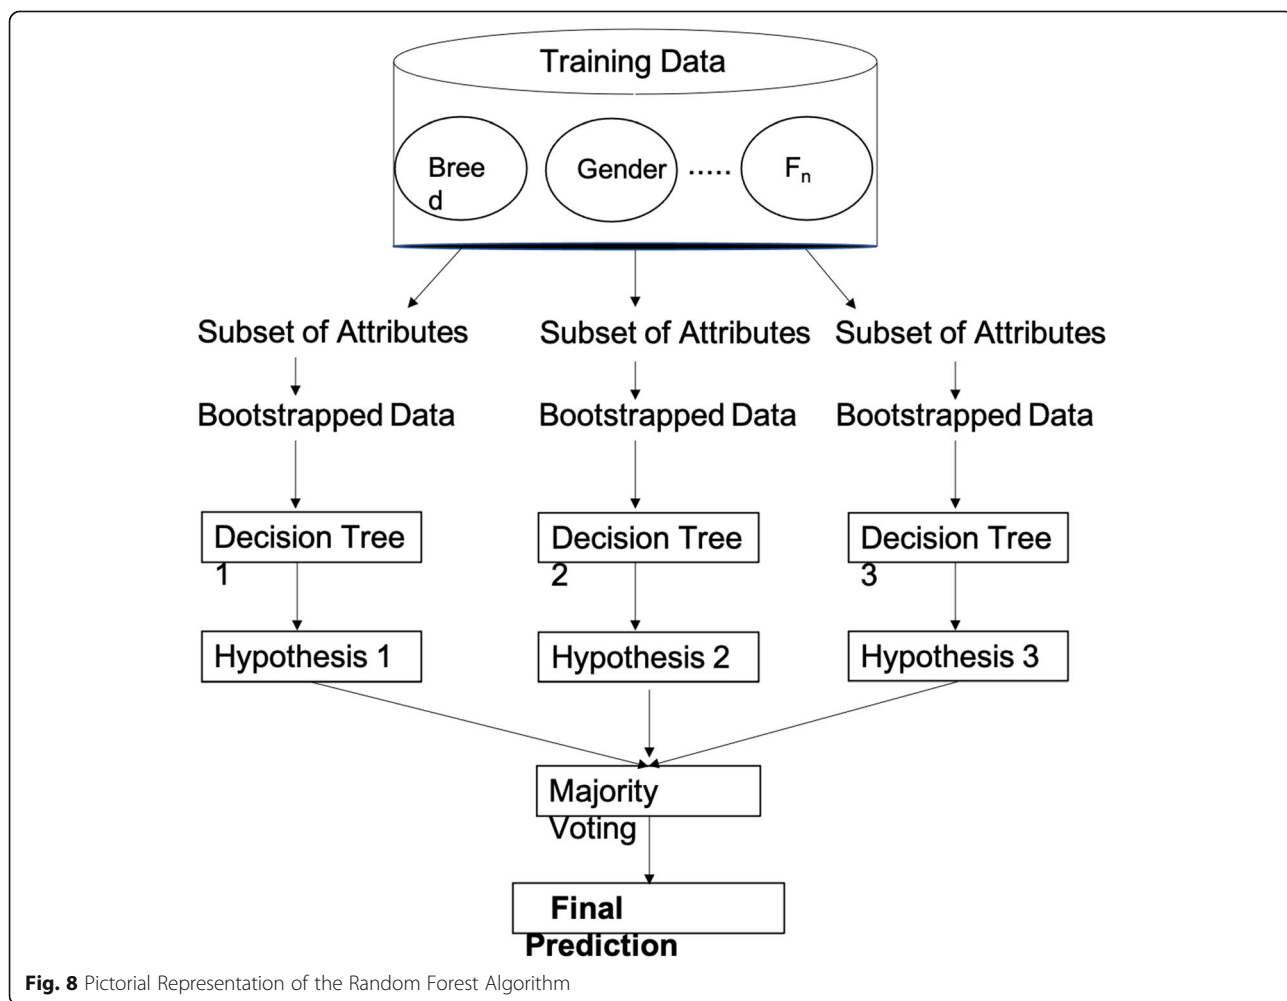 Training Data
Bree
d
Gender
.....
Fn
Subset of Attributes
Subset of Attributes
Subset of Attributes
Bootstrapped Data
Bootstrapped Data
Bootstrapped Data
Decision Tree
1
Decision Tree
2
Decision Tree
3
Hypothesis 1
Hypothesis 2
Hypothesis 3
Majority
Voting
Final
Prediction
Fig. 8 Pictorial Representation of the Random Forest Algorithm